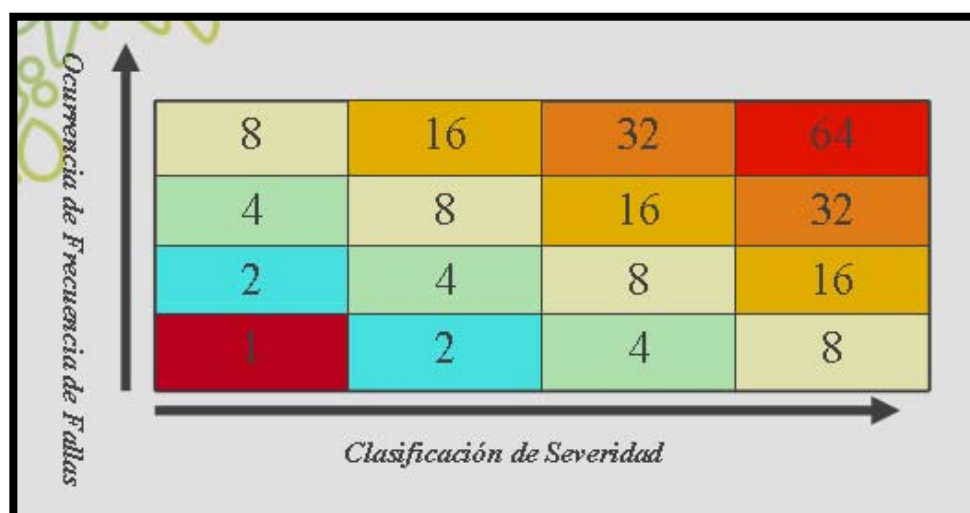 Ocurrencia de Frecuencia de Fallas
8 16 32 64
4 8 16 32
2 4 8 16
1 2 4 8
Clasificación de Severidad